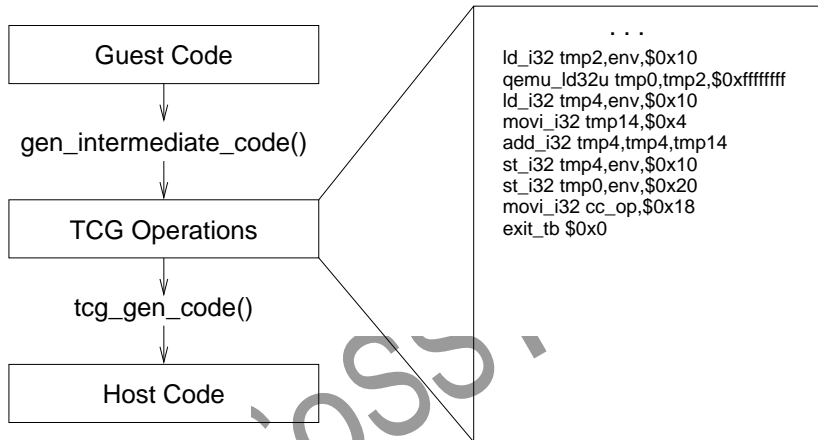 Guest Code
gen_intermediate_code()
TCG Operations
tcg_gen_code()
Host Code
. . .
ld_i32 tmp2,env,$0x10
qemu_ld32u tmp0,tmp2,$0xffffffff
ld_i32 tmp4,env,$0x10
movi_i32 tmp14,$0x4
add_i32 tmp4,tmp4,tmp14
st_i32 tmp4,env,$0x10
st_i32 tmp0,env,$0x20
movi_i32 cc_op,$0x18
exit_tb $0x0